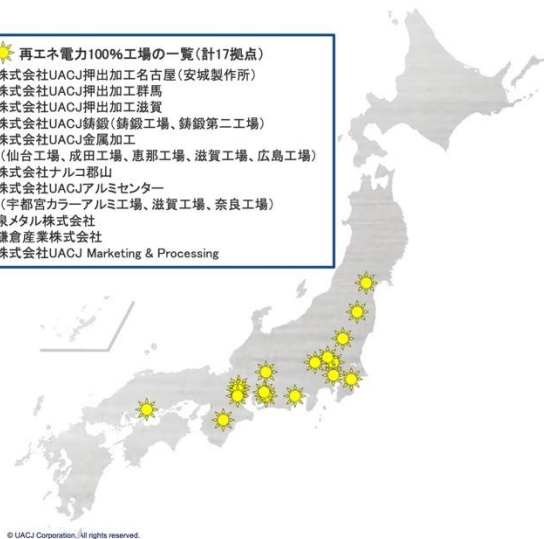 再エネ電力100%工場の一覧（計17拠点）
株式会社UACJ押出加工名古屋（安城製作所）
株式会社UACJ押出加工群馬
株式会社UACJ押出加工滋賀
株式会社UACJ鋳鍛（鋳鍛工場、鋳鍛第二工場）
株式会社UACJ金属加工
（仙台工場、成田工場、恵那工場、滋賀工場、広島工場）
株式会社ナルコ郡山
株式会社UACJアルミセンター
（宇都宮カラーアルミ工場、滋賀工場、奈良工場）
泉メタル株式会社
鎌倉産業株式会社
株式会社UACJ Marketing & Processing
© UACJ Corporation. All rights reserved.